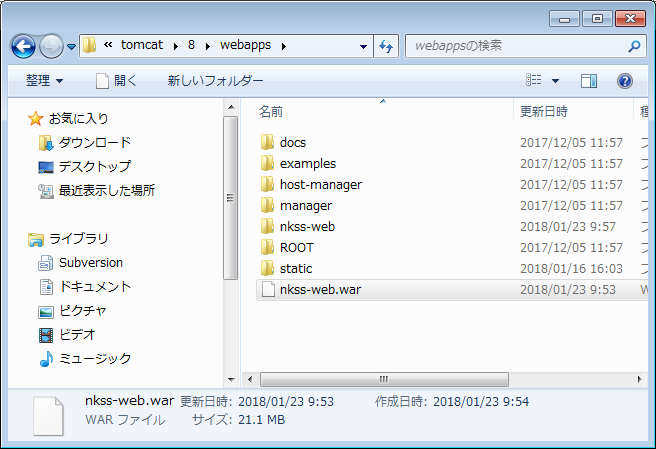 « tomcat ▸ 8 ▸ webapps ▸
webappsの検索
整理 開く 新しいフォルダー
名前 更新日時 種
お気に入り
ダウンロード
デスクトップ
最近表示した場所
ライブラリ
Subversion
ドキュメント
ピクチャ
ビデオ
ミュージック
docs 2017/12/05 11:57 フ
examples 2017/12/05 11:57 フ
host-manager 2017/12/05 11:57 フ
manager 2017/12/05 11:57 フ
nkss-web 2018/01/23 9:57 フ
ROOT 2017/12/05 11:57 フ
static 2018/01/16 16:03 フ
nkss-web.war 2018/01/23 9:53 W
nkss-web.war 更新日時: 2018/01/23 9:53 作成日時: 2018/01/23 9:54
WAR ファイル サイズ: 21.1 MB